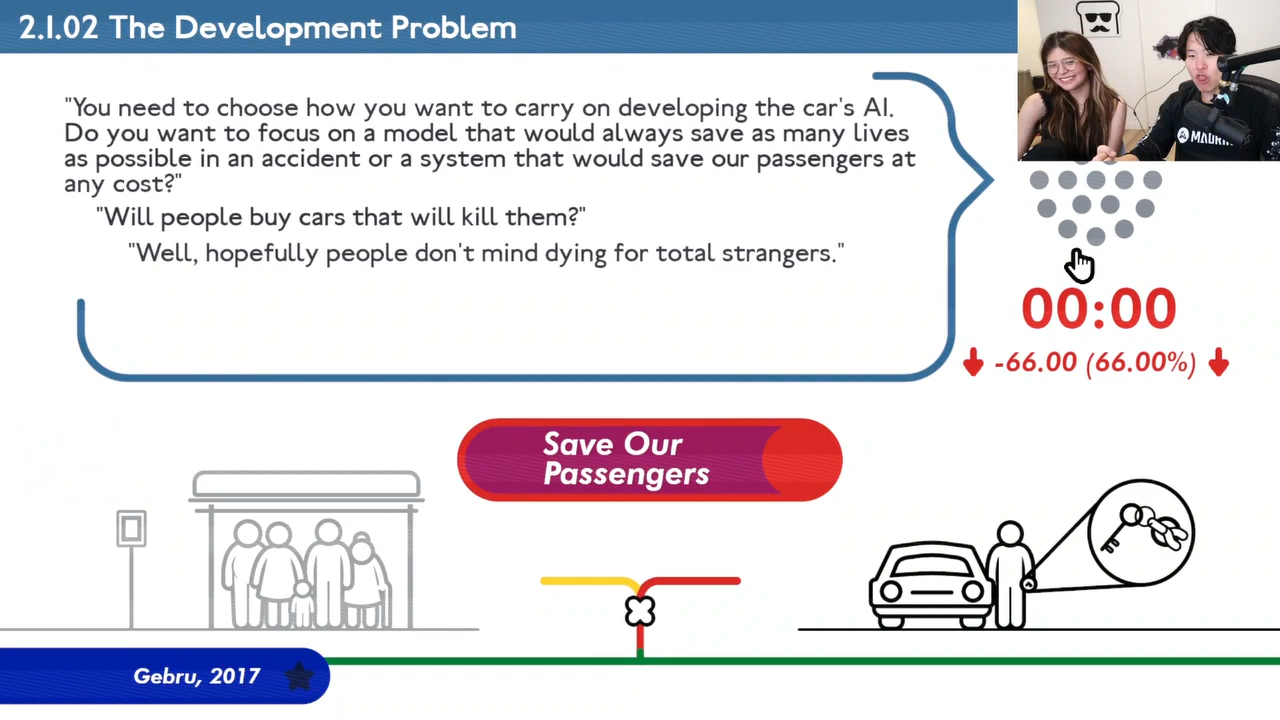 2.1.02 The Development Problem
"You need to choose how you want to carry on developing the car's AI.
Do you want to focus on a model that would always save as many lives
as possible in an accident or a system that would save our passengers at
any cost?"
"Will people buy cars that will kill them?"
"Well, hopefully people don't mind dying for total strangers."
00:00
-66.00 (66.00%)
Save Our
Passengers
Gebru, 2017